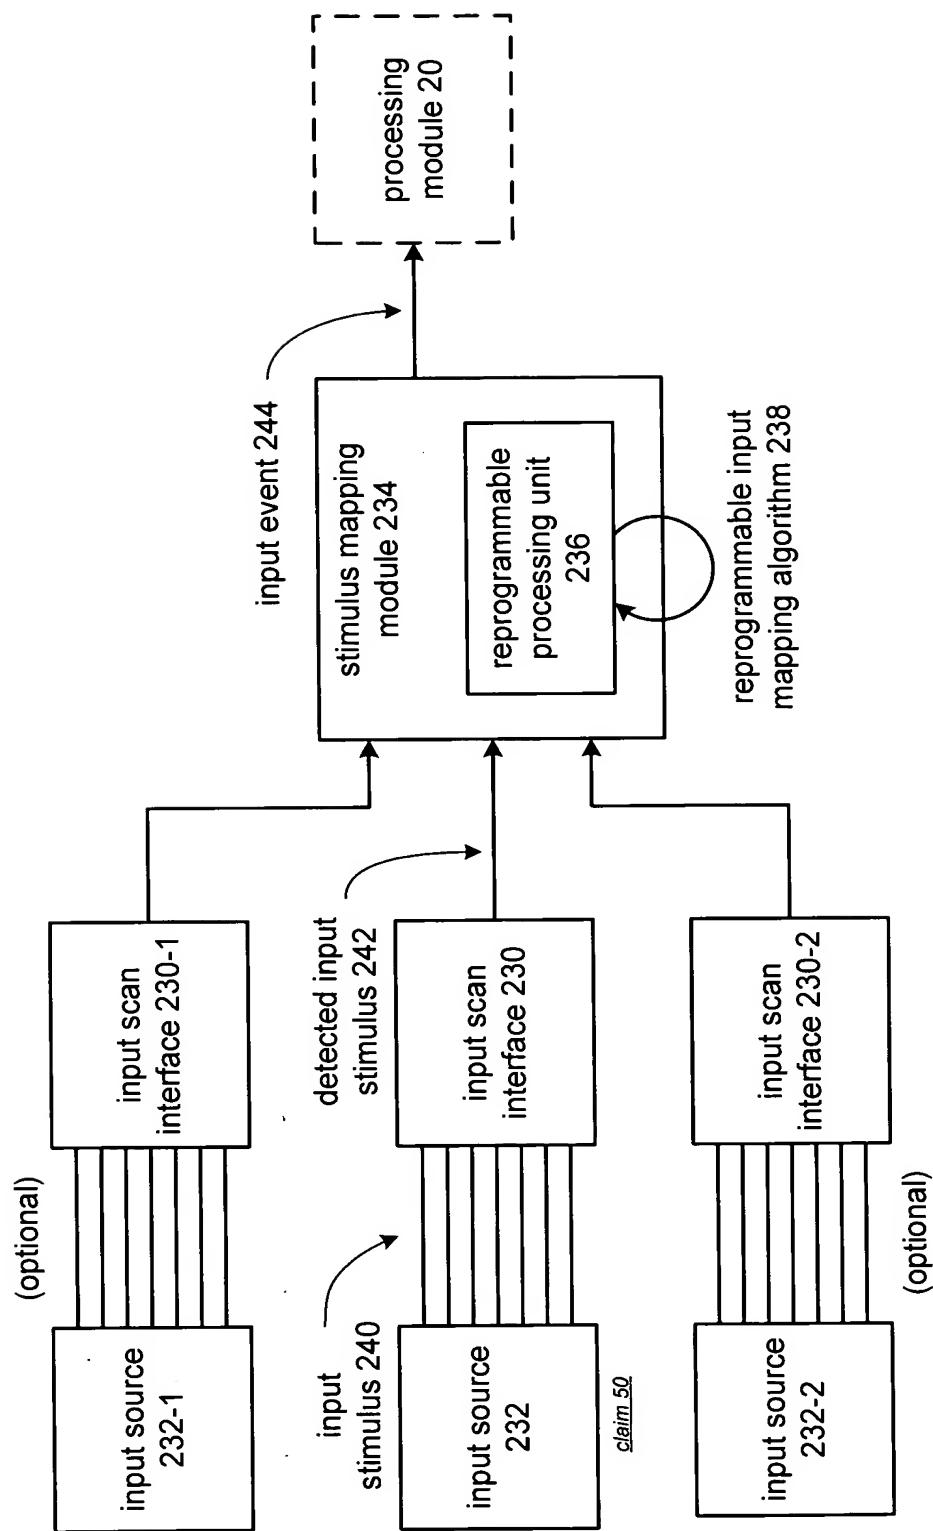 (optional)
input source
232-1
input scan
interface 230-1
input
stimulus 240
detected input
stimulus 242
input event 244
input source
232
input scan
interface 230
stimulus mapping
module 234
reprogrammable
processing unit
236
processing
module 20
claim 50
reprogrammable input
mapping algorithm 238
input source
232-2
input scan
interface 230-2
(optional)